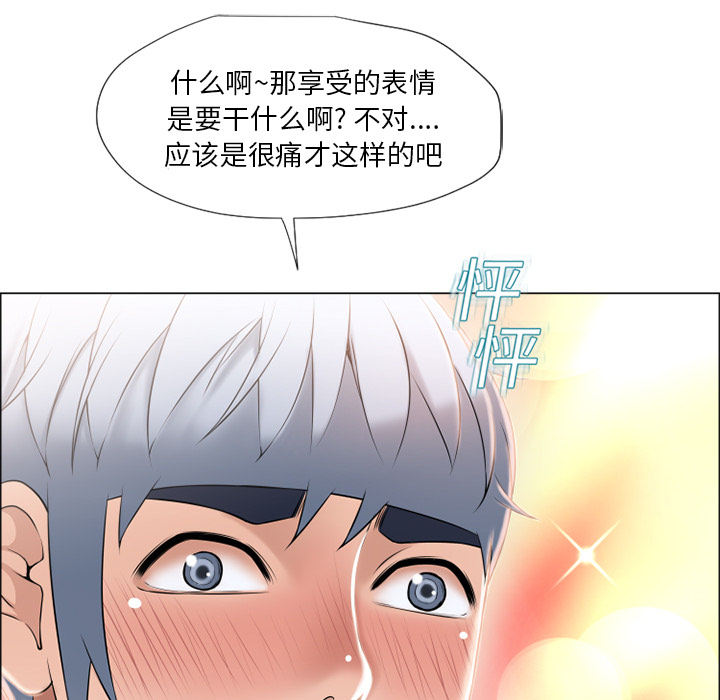 什么啊~那享受的表情
是要干什么啊? 不对....
应该是很痛才这样的吧
怦
怦